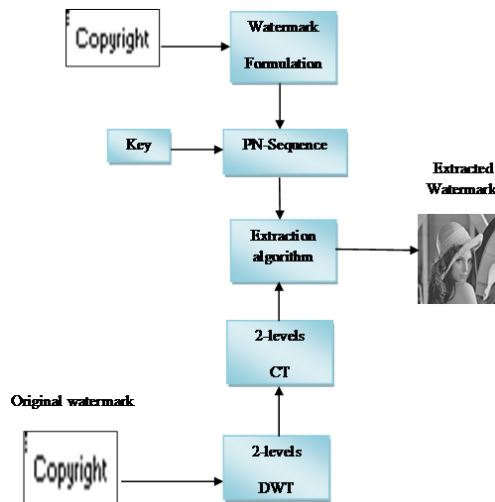 Copyright
Watermark
Formulation
Key
PN-Sequence
Extracted
Watermark
Extraction
algorithm
2-levels
CT
Original watermark
Copyright
2-levels
DWT